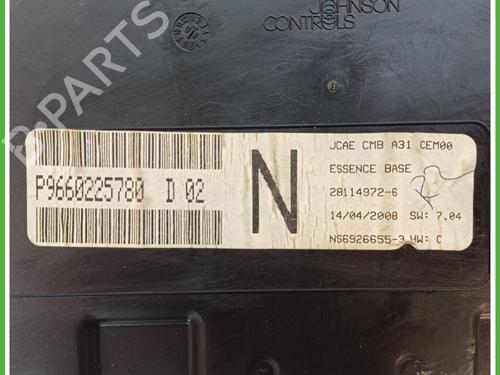 JOHNSON
CONTROLS
B-PARTS
P9660225780 D 02
N
JCAE CMB A31 CEM00
ESSENCE BASE
28114972-6
14/04/2008 SW: 7.04
NS6926655-3 HW: C